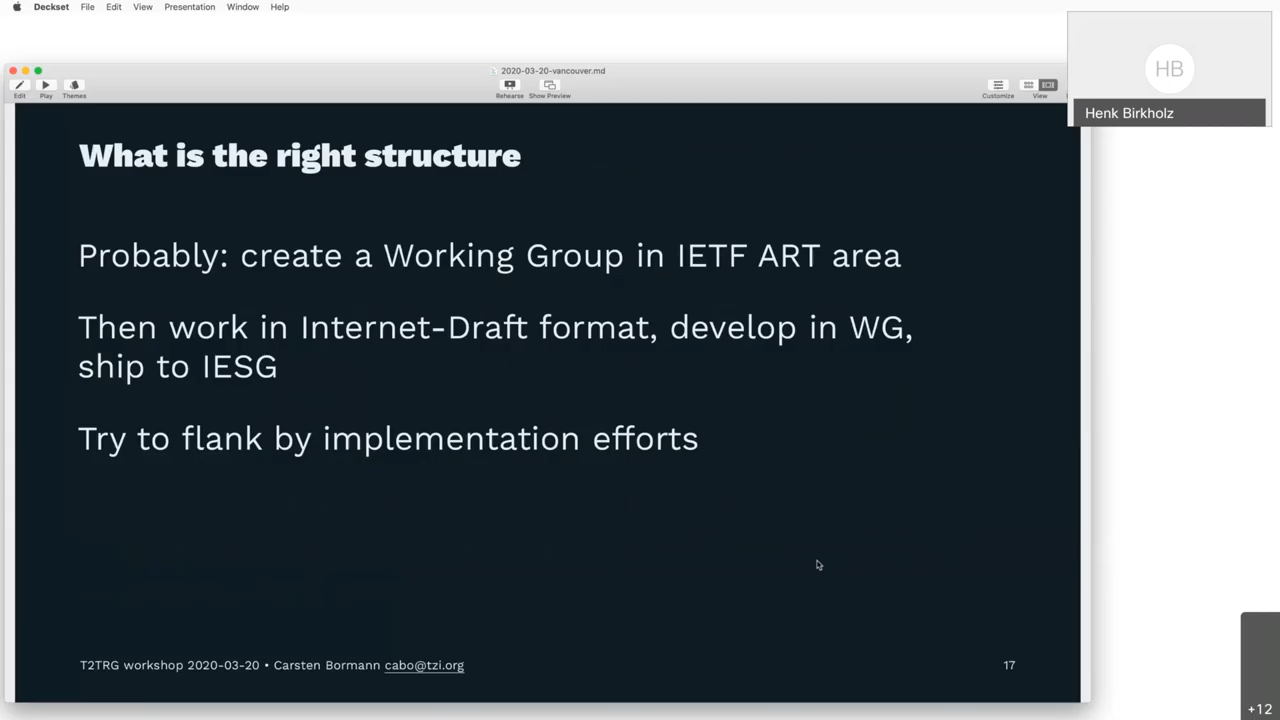 Deckset File Edit View Presentation Window Help
HB
Henk Birkholz
2020-03-20-vancouver.md
Edit Play Themes Rehearse Show Preview Customize View
What is the right structure
Probably: create a Working Group in IETF ART area
Then work in Internet-Draft format, develop in WG,
ship to IESG
Try to flank by implementation efforts
T2TRG workshop 2020-03-20 • Carsten Bormann cabo@tzi.org 17
+12